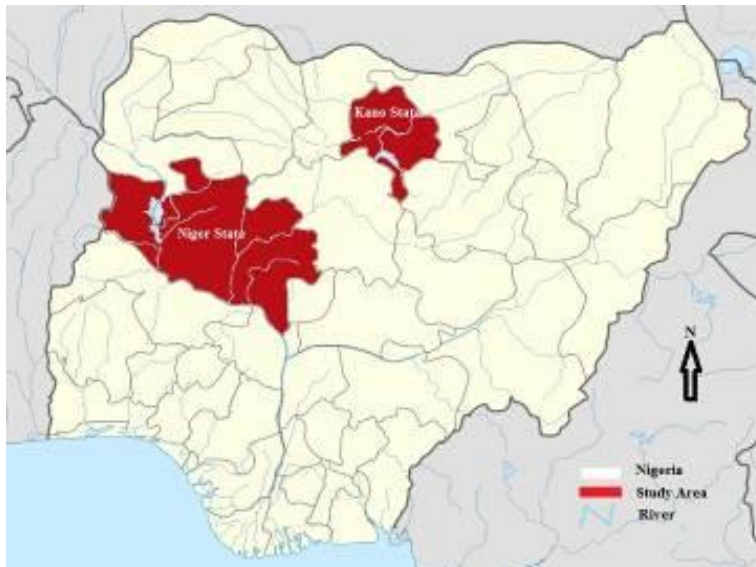 Kano State
Niger State
N
Nigeria
Study Area
River